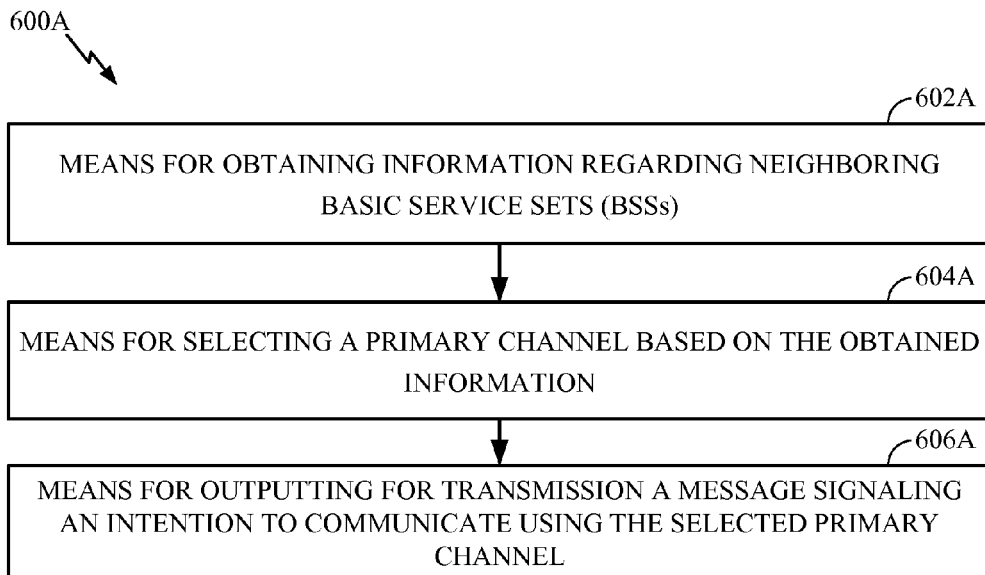 600A
602A
MEANS FOR OBTAINING INFORMATION REGARDING NEIGHBORING
BASIC SERVICE SETS (BSSs)
604A
MEANS FOR SELECTING A PRIMARY CHANNEL BASED ON THE OBTAINED
INFORMATION
606A
MEANS FOR OUTPUTTING FOR TRANSMISSION A MESSAGE SIGNALING
AN INTENTION TO COMMUNICATE USING THE SELECTED PRIMARY
CHANNEL